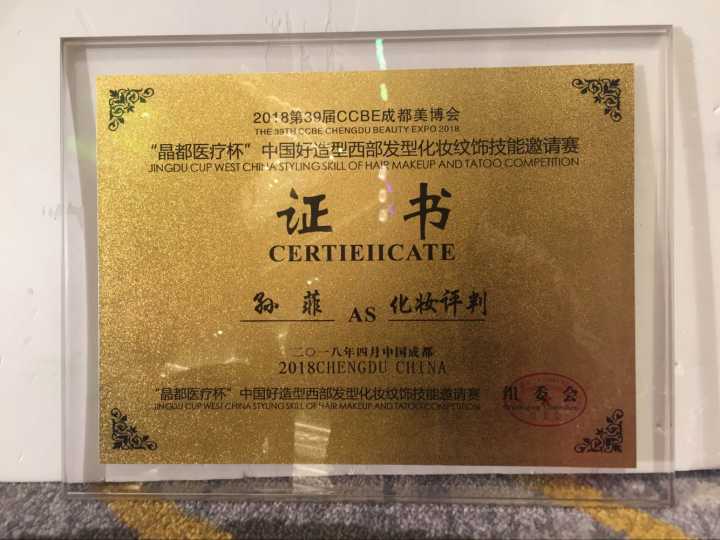 2018第39届CCBE成都美博会
THE 39TH CCBE CHENGDU BEAUTY EXPO 2018
“晶都医疗杯”中国好造型西部发型化妆纹饰技能邀请赛
JINGDU CUP WEST CHINA STYLING SKILL OF HAIR MAKEUP AND TATOO COMPETITION
证 书
CERTIEIICATE
孙 菲 AS 化妆评判
二〇一八年四月中国成都
2018CHENGDU CHINA
“晶都医疗杯”中国好造型西部发型化妆纹饰技能邀请赛
JINGDU CUP WEST CHINA STYLING SKILL OF HAIR MAKEUP AND TATOO COMPETITION
组委会